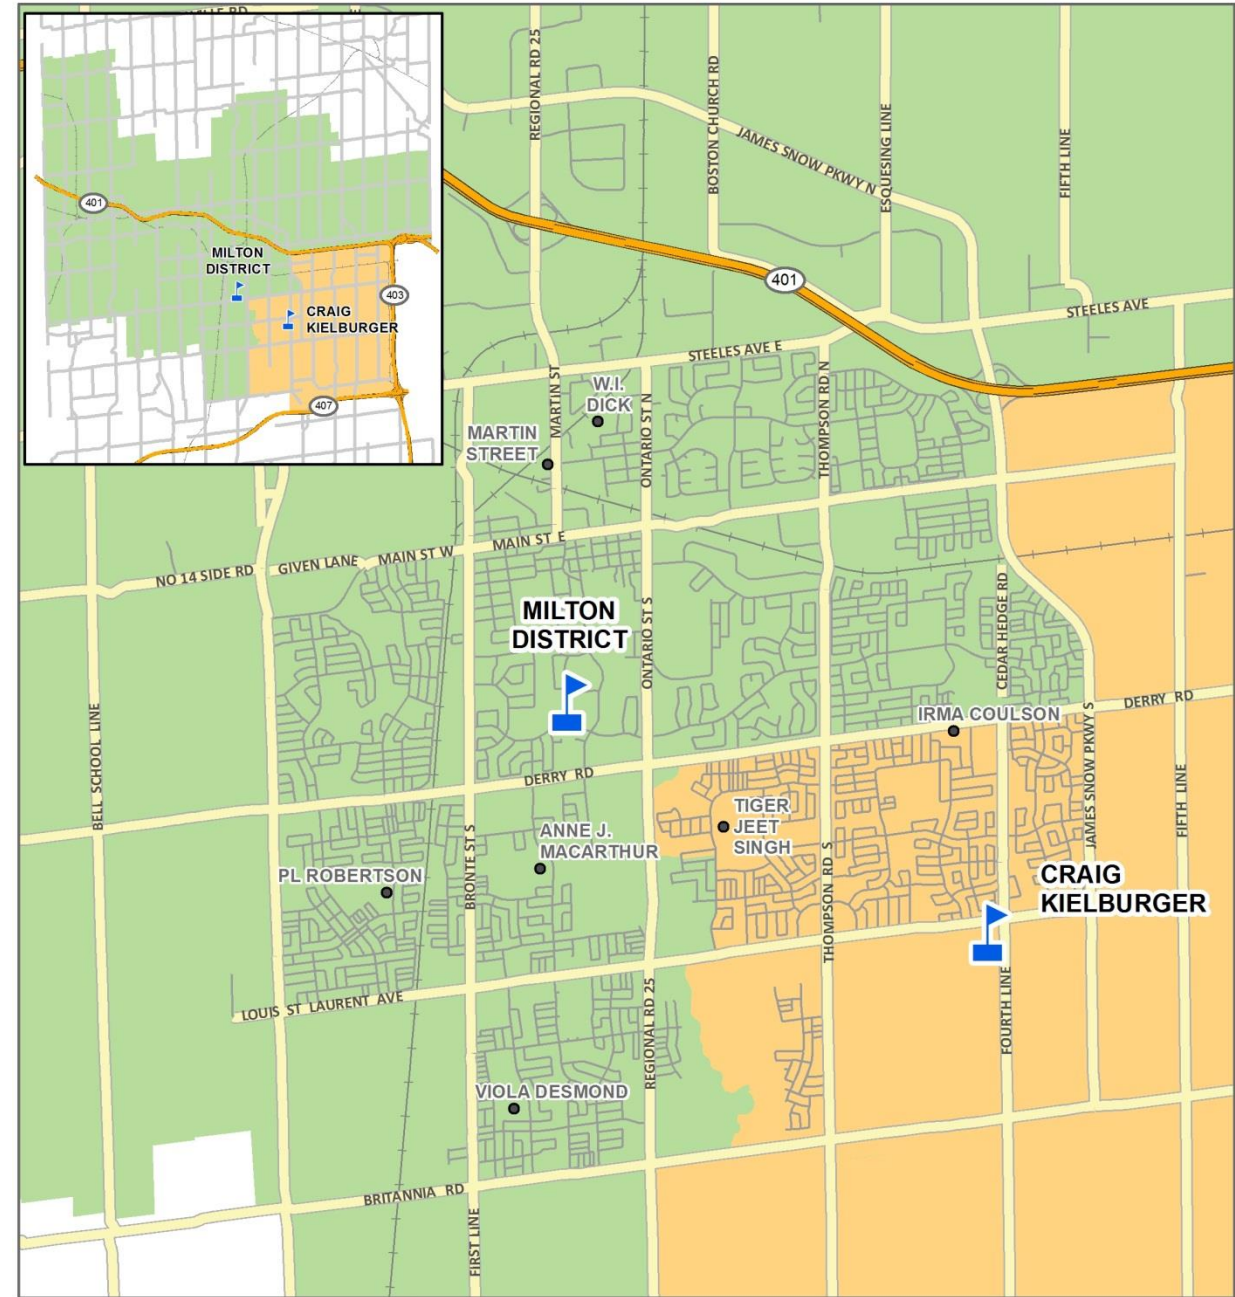 401
MILTON
DISTRICT
403
CRAIG
KIELBURGER
407
REGIONAL RD 25
BOSTON CHURCH RD
JAMES SNOW PKWY N
ESQUESING LINE
FIFTH LINE
401
STEELES AVE
STEELES AVE E
MARTIN ST
W.I.
DICK
MARTIN
STREET
ONTARIO ST N
THOMPSON RD N
NO 14 SIDE RD
GIVEN LANE
MAIN ST W
MAIN ST E
MILTON
DISTRICT
ONTARIO ST S
CEDAR HEDGE RD
BELL SCHOOL LINE
DERRY RD
IRMA COULSON
DERRY RD
JAMES SNOW PKWY S
FIFTH LINE
TIGER
JEET
SINGH
ANNE J.
MACARTHUR
PL ROBERTSON
BRONTE ST S
THOMPSON RD S
CRAIG
KIELBURGER
LOUIS ST LAURENT AVE
REGIONAL RD 25
FOURTH LINE
VIOLA DESMOND
BRITANNIA RD
FIRST LINE